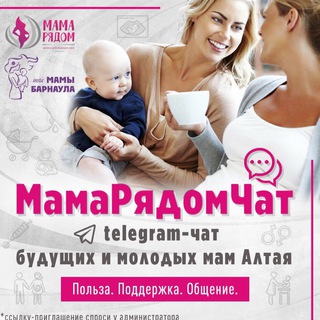 МАМА
РЯДОМ
МАМЫ
БАРНАУЛА
МамаРядомЧат
telegram-чат
будущих и молодых мам Алтая
Польза. Поддержка. Общение.
*ссылку-приглашение спроси у администратора